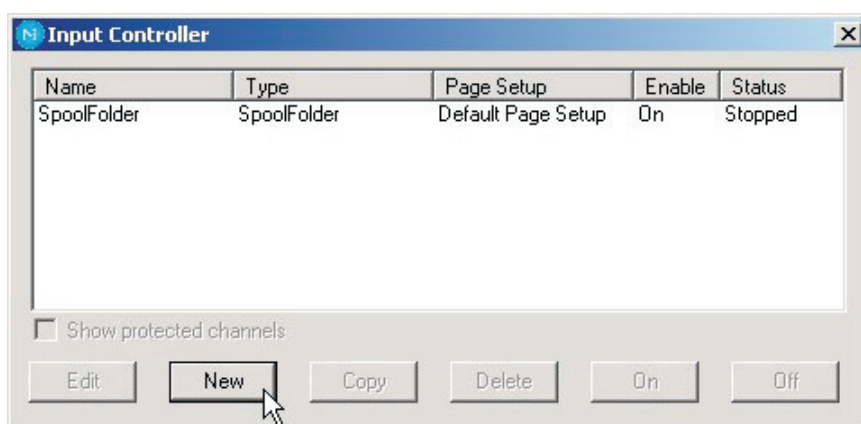 Input Controller
Name Type Page Setup Enable Status
SpoolFolder SpoolFolder Default Page Setup On Stopped
Show protected channels
Edit New Copy Delete On Off